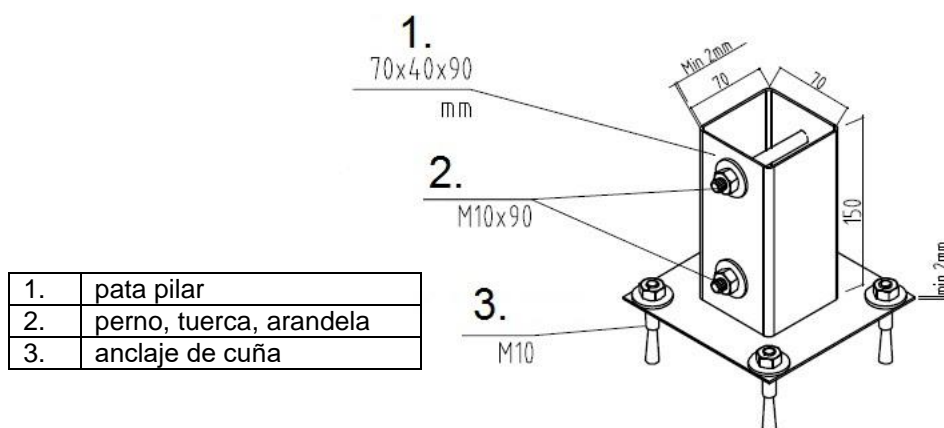 1.
70x40x90
mm
2.
M10x90
3.
M10
Min 2mm
70
70
150
min 2mm
1. pata pilar
2. perno, tuerca, arandela
3. anclaje de cuña